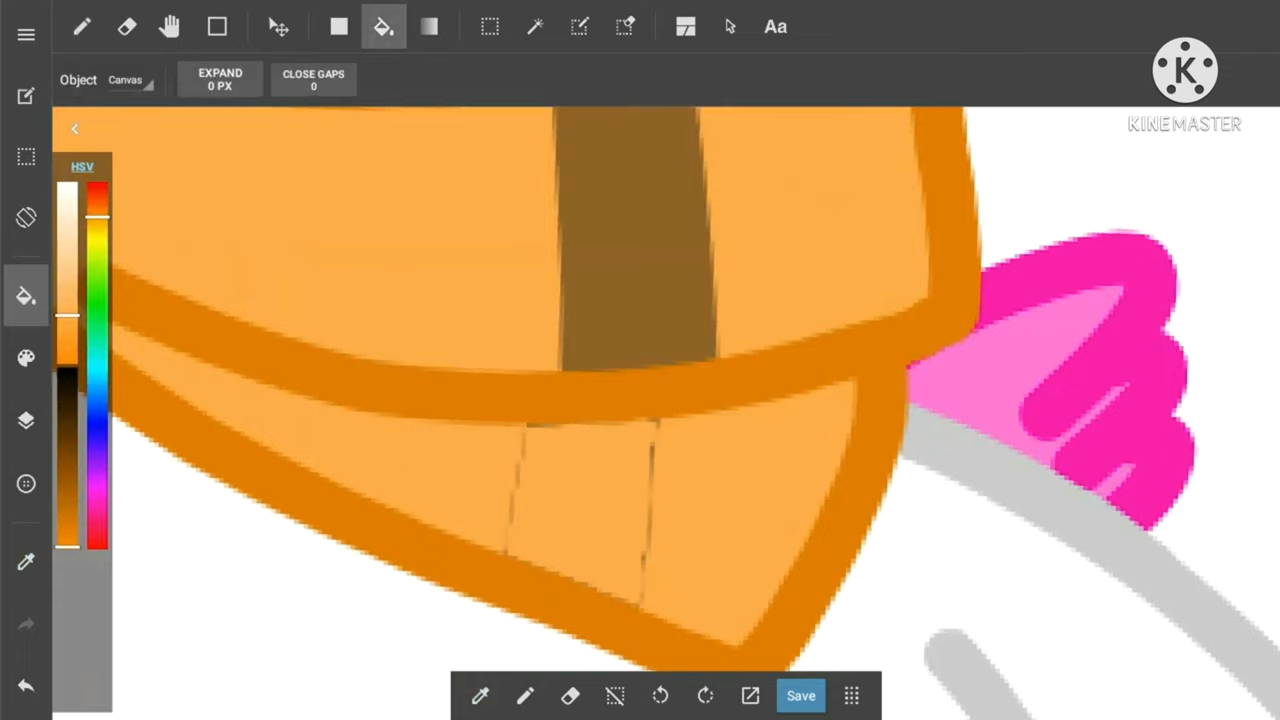 Aa
Object Canvas
EXPAND
0 PX
CLOSE GAPS
0
K
KINEMASTER
HSV
Save